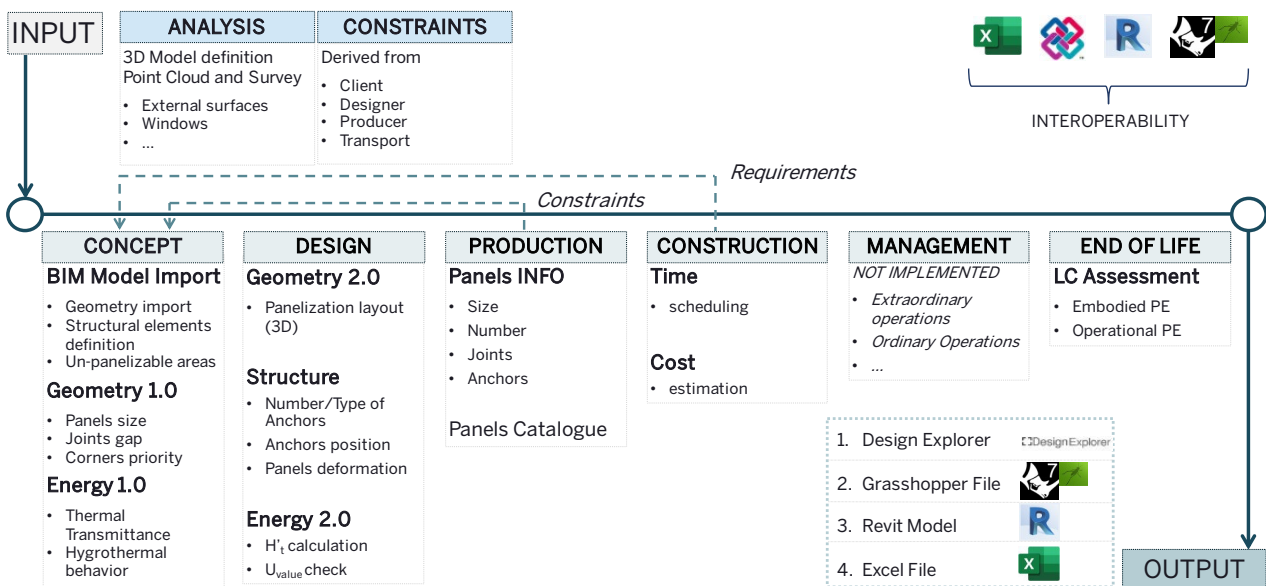 INPUT
ANALYSIS
3D Model definition
Point Cloud and Survey
• External surfaces
• Windows
• ...
CONSTRAINTS
Derived from
• Client
• Designer
• Producer
• Transport
X
R
7
INTEROPERABILITY
Requirements
Constraints
CONCEPT
BIM Model Import
• Geometry import
• Structural elements
definition
• Un-panelizable areas
Geometry 1.0
• Panels size
• Joints gap
• Corners priority
Energy 1.0
• Thermal
Transmittance
• Hygrothermal
behavior
DESIGN
Geometry 2.0
• Panelization layout
(3D)
Structure
• Number/Type of
Anchors
• Anchors position
• Panels deformation
Energy 2.0
• H't calculation
• Uvalue check
PRODUCTION
Panels INFO
• Size
• Number
• Joints
• Anchors
Panels Catalogue
CONSTRUCTION
Time
• scheduling
Cost
• estimation
MANAGEMENT
NOT IMPLEMENTED
• Extraordinary
operations
• Ordinary Operations
• ...
END OF LIFE
LC Assessment
• Embodied PE
• Operational PE
1. Design Explorer DesignExplorer
2. Grasshopper File 7
3. Revit Model R
4. Excel File X
OUTPUT